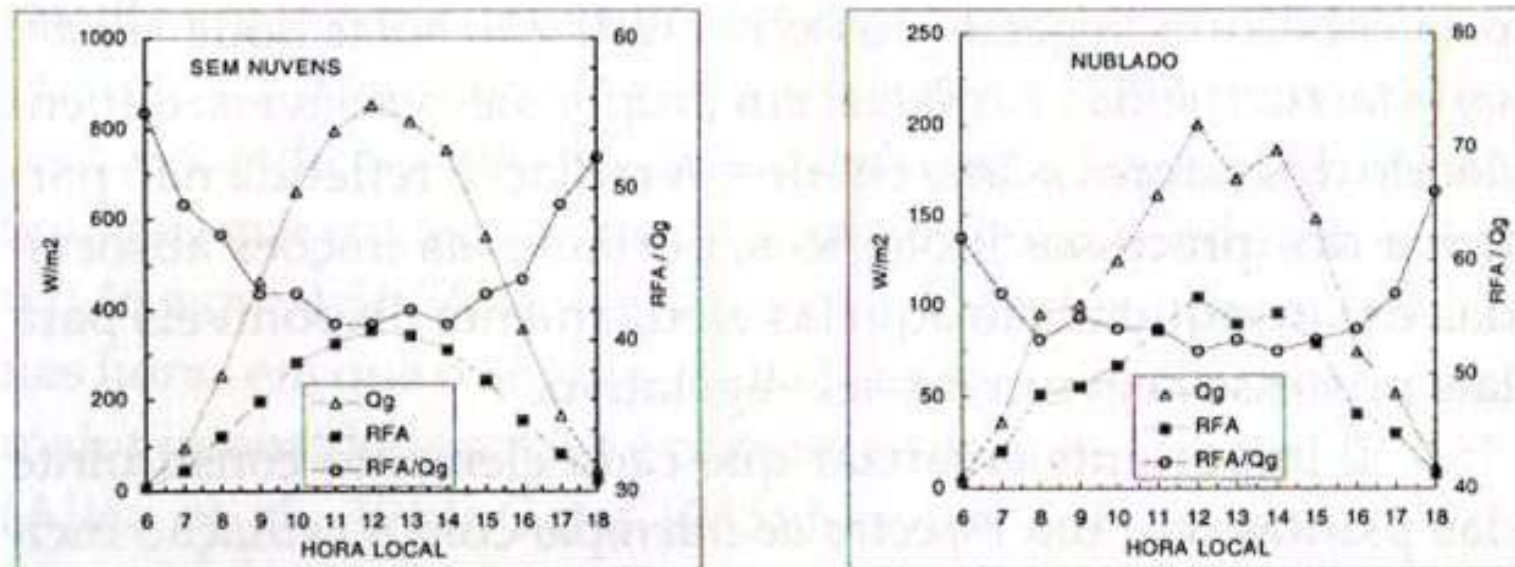 1000
800
600
400
200
0
W/m2
SEM NUVENS
60
50
40
30
RFA / Qg
Qg
RFA
RFA/Qg
6 7 8 9 10 11 12 13 14 15 16 17 18
HORA LOCAL
250
200
150
100
50
0
W/m2
NUBLADO
80
70
60
50
40
RFA / Qg
Qg
RFA
RFA/Qg
6 7 8 9 10 11 12 13 14 15 16 17 18
HORA LOCAL